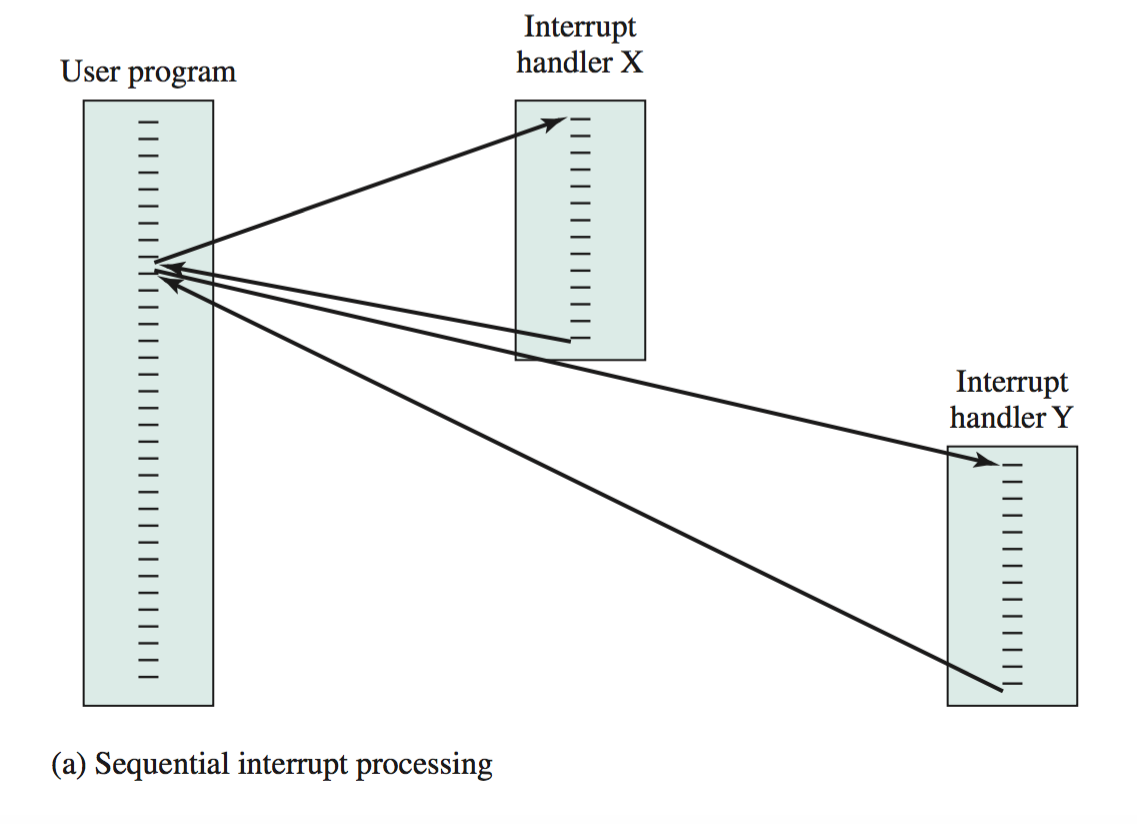 Interrupt
handler X
User program
Interrupt
handler Y
(a) Sequential interrupt processing